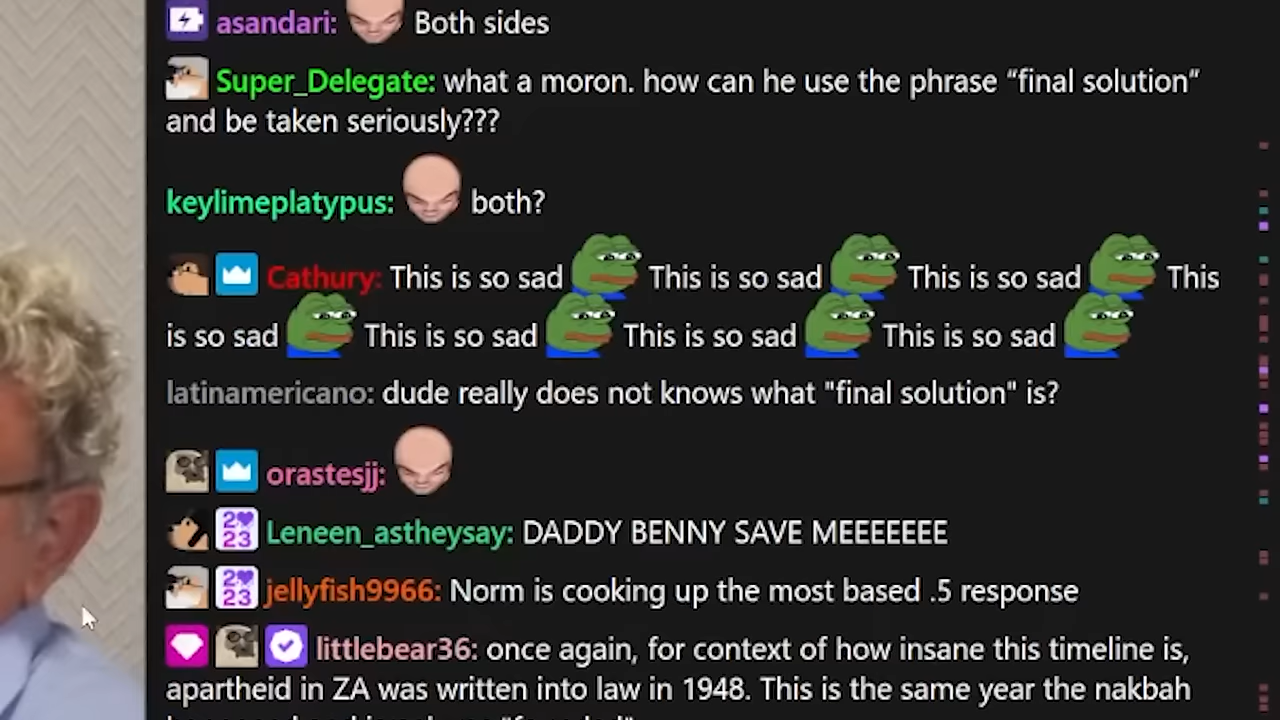 asandari: Both sides
Super_Delegate: what a moron. how can he use the phrase “final solution“
and be taken seriously???
keylimeplatypus: both?
Cathury: This is so sad This is so sad This is so sad This
is so sad This is so sad This is so sad This is so sad
latinamericano: dude really does not knows what "final solution" is?
orastesjj:
2 23 Leneen_astheysay: DADDY BENNY SAVE MEEEEEEE
2 23 jellyfish9966: Norm is cooking up the most based .5 response
littlebear36: once again, for context of how insane this timeline is,
apartheid in ZA was written into law in 1948. This is the same year the nakbah